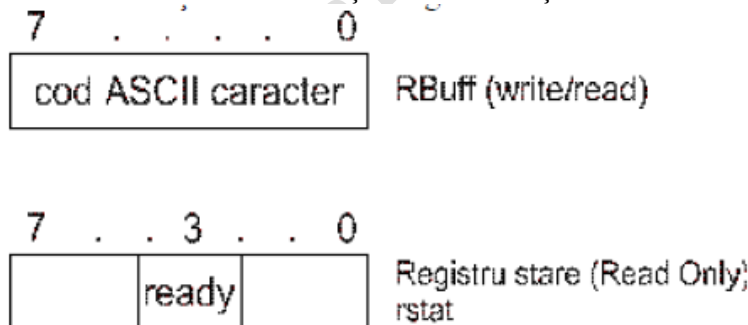 7 . . . . 0
cod ASCII caracter RBuff (write/read)
7 . . 3 . . 0
ready Registru stare (Read Only)
rstat